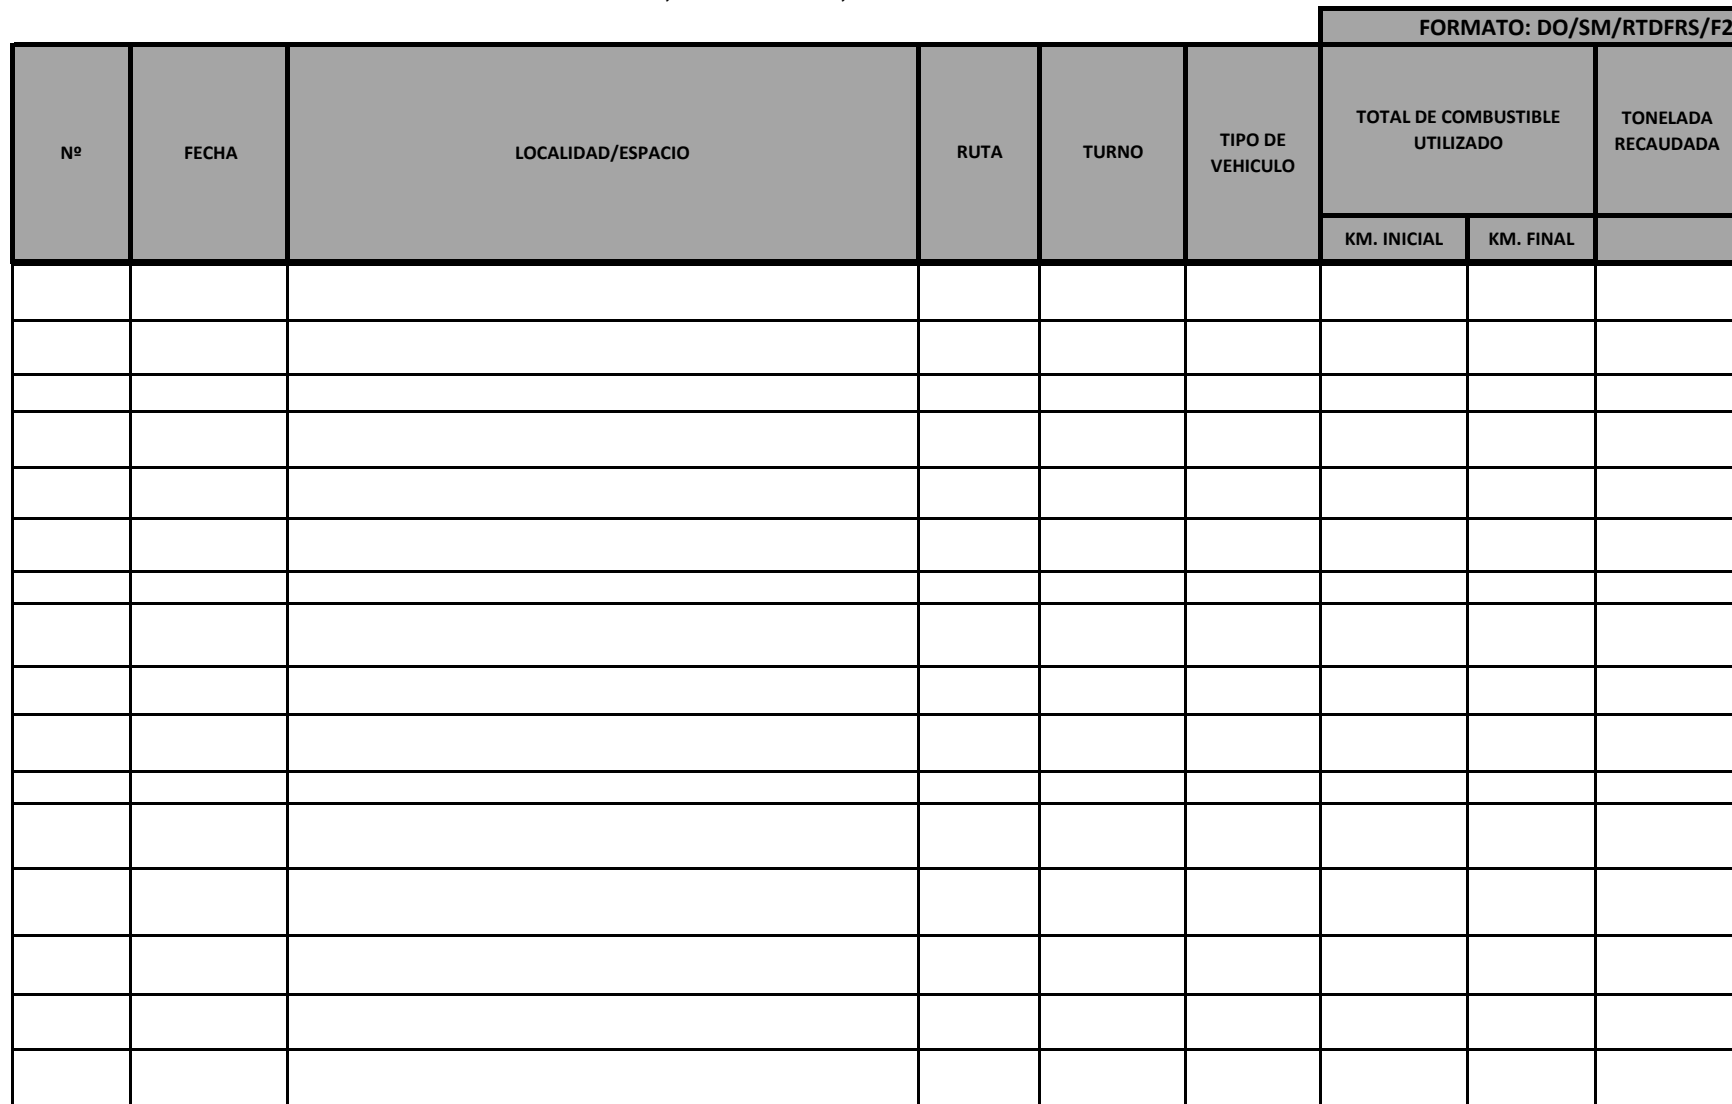 FORMATO: DO/SM/RTDFRS/F2
Nº
FECHA
LOCALIDAD/ESPACIO
RUTA
TURNO
TIPO DE
VEHICULO
TOTAL DE COMBUSTIBLE
UTILIZADO
TONELADA
RECAUDADA
KM. INICIAL
KM. FINAL